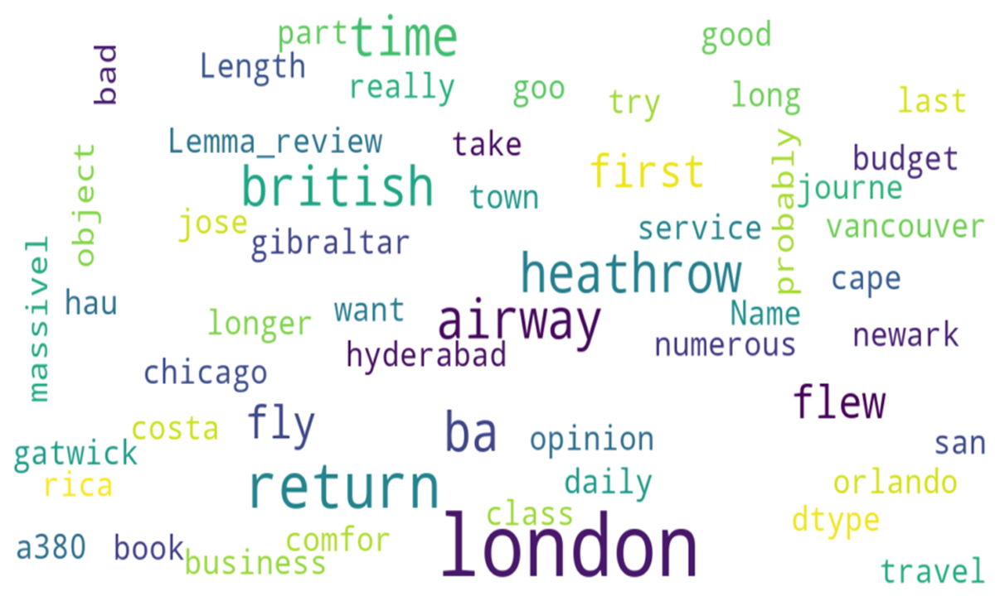 part time good
bad Length really goo try long last
Lemma_review take first budget
object british town probably journe
jose gibraltar service vancouver
massivel heathrow cape
hau longer want airway Name
hyderabad numerous newark
chicago flew
costa fly ba opinion san
gatwick
rica return daily orlando
class dtype
a380 book comfor london
business travel